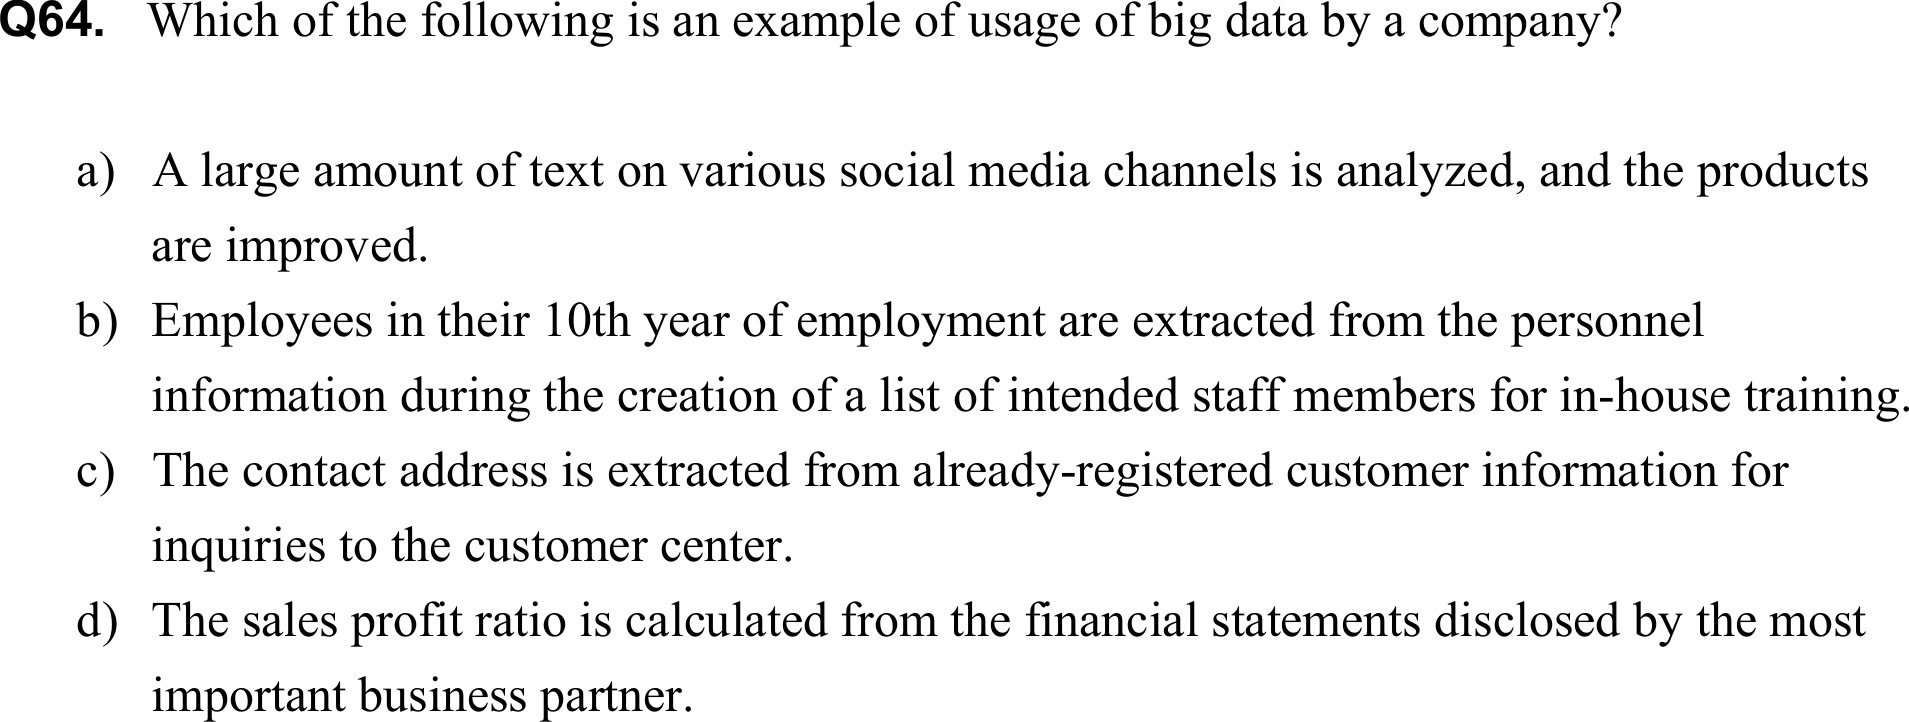 Q64. Which of the following is an example of usage of big data by a company?
a) A large amount of text on various social media channels is analyzed, and the products
are improved.
b) Employees in their 10th year of employment are extracted from the personnel
information during the creation of a list of intended staff members for in-house training.
c) The contact address is extracted from already-registered customer information for
inquiries to the customer center.
d) The sales profit ratio is calculated from the financial statements disclosed by the most
important business partner.